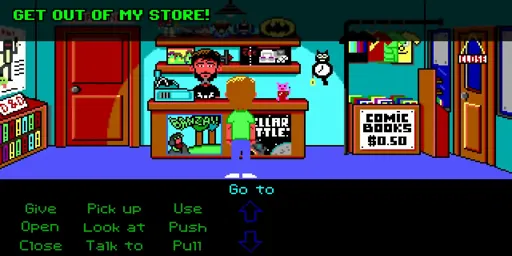 GET OUT OF MY STORE!
CLOSE
D&D
BANZAI
COMIC
BOOKS
$0.50
Go to
Give Pick up Use
Open Look at Push
Close Talk to Pull